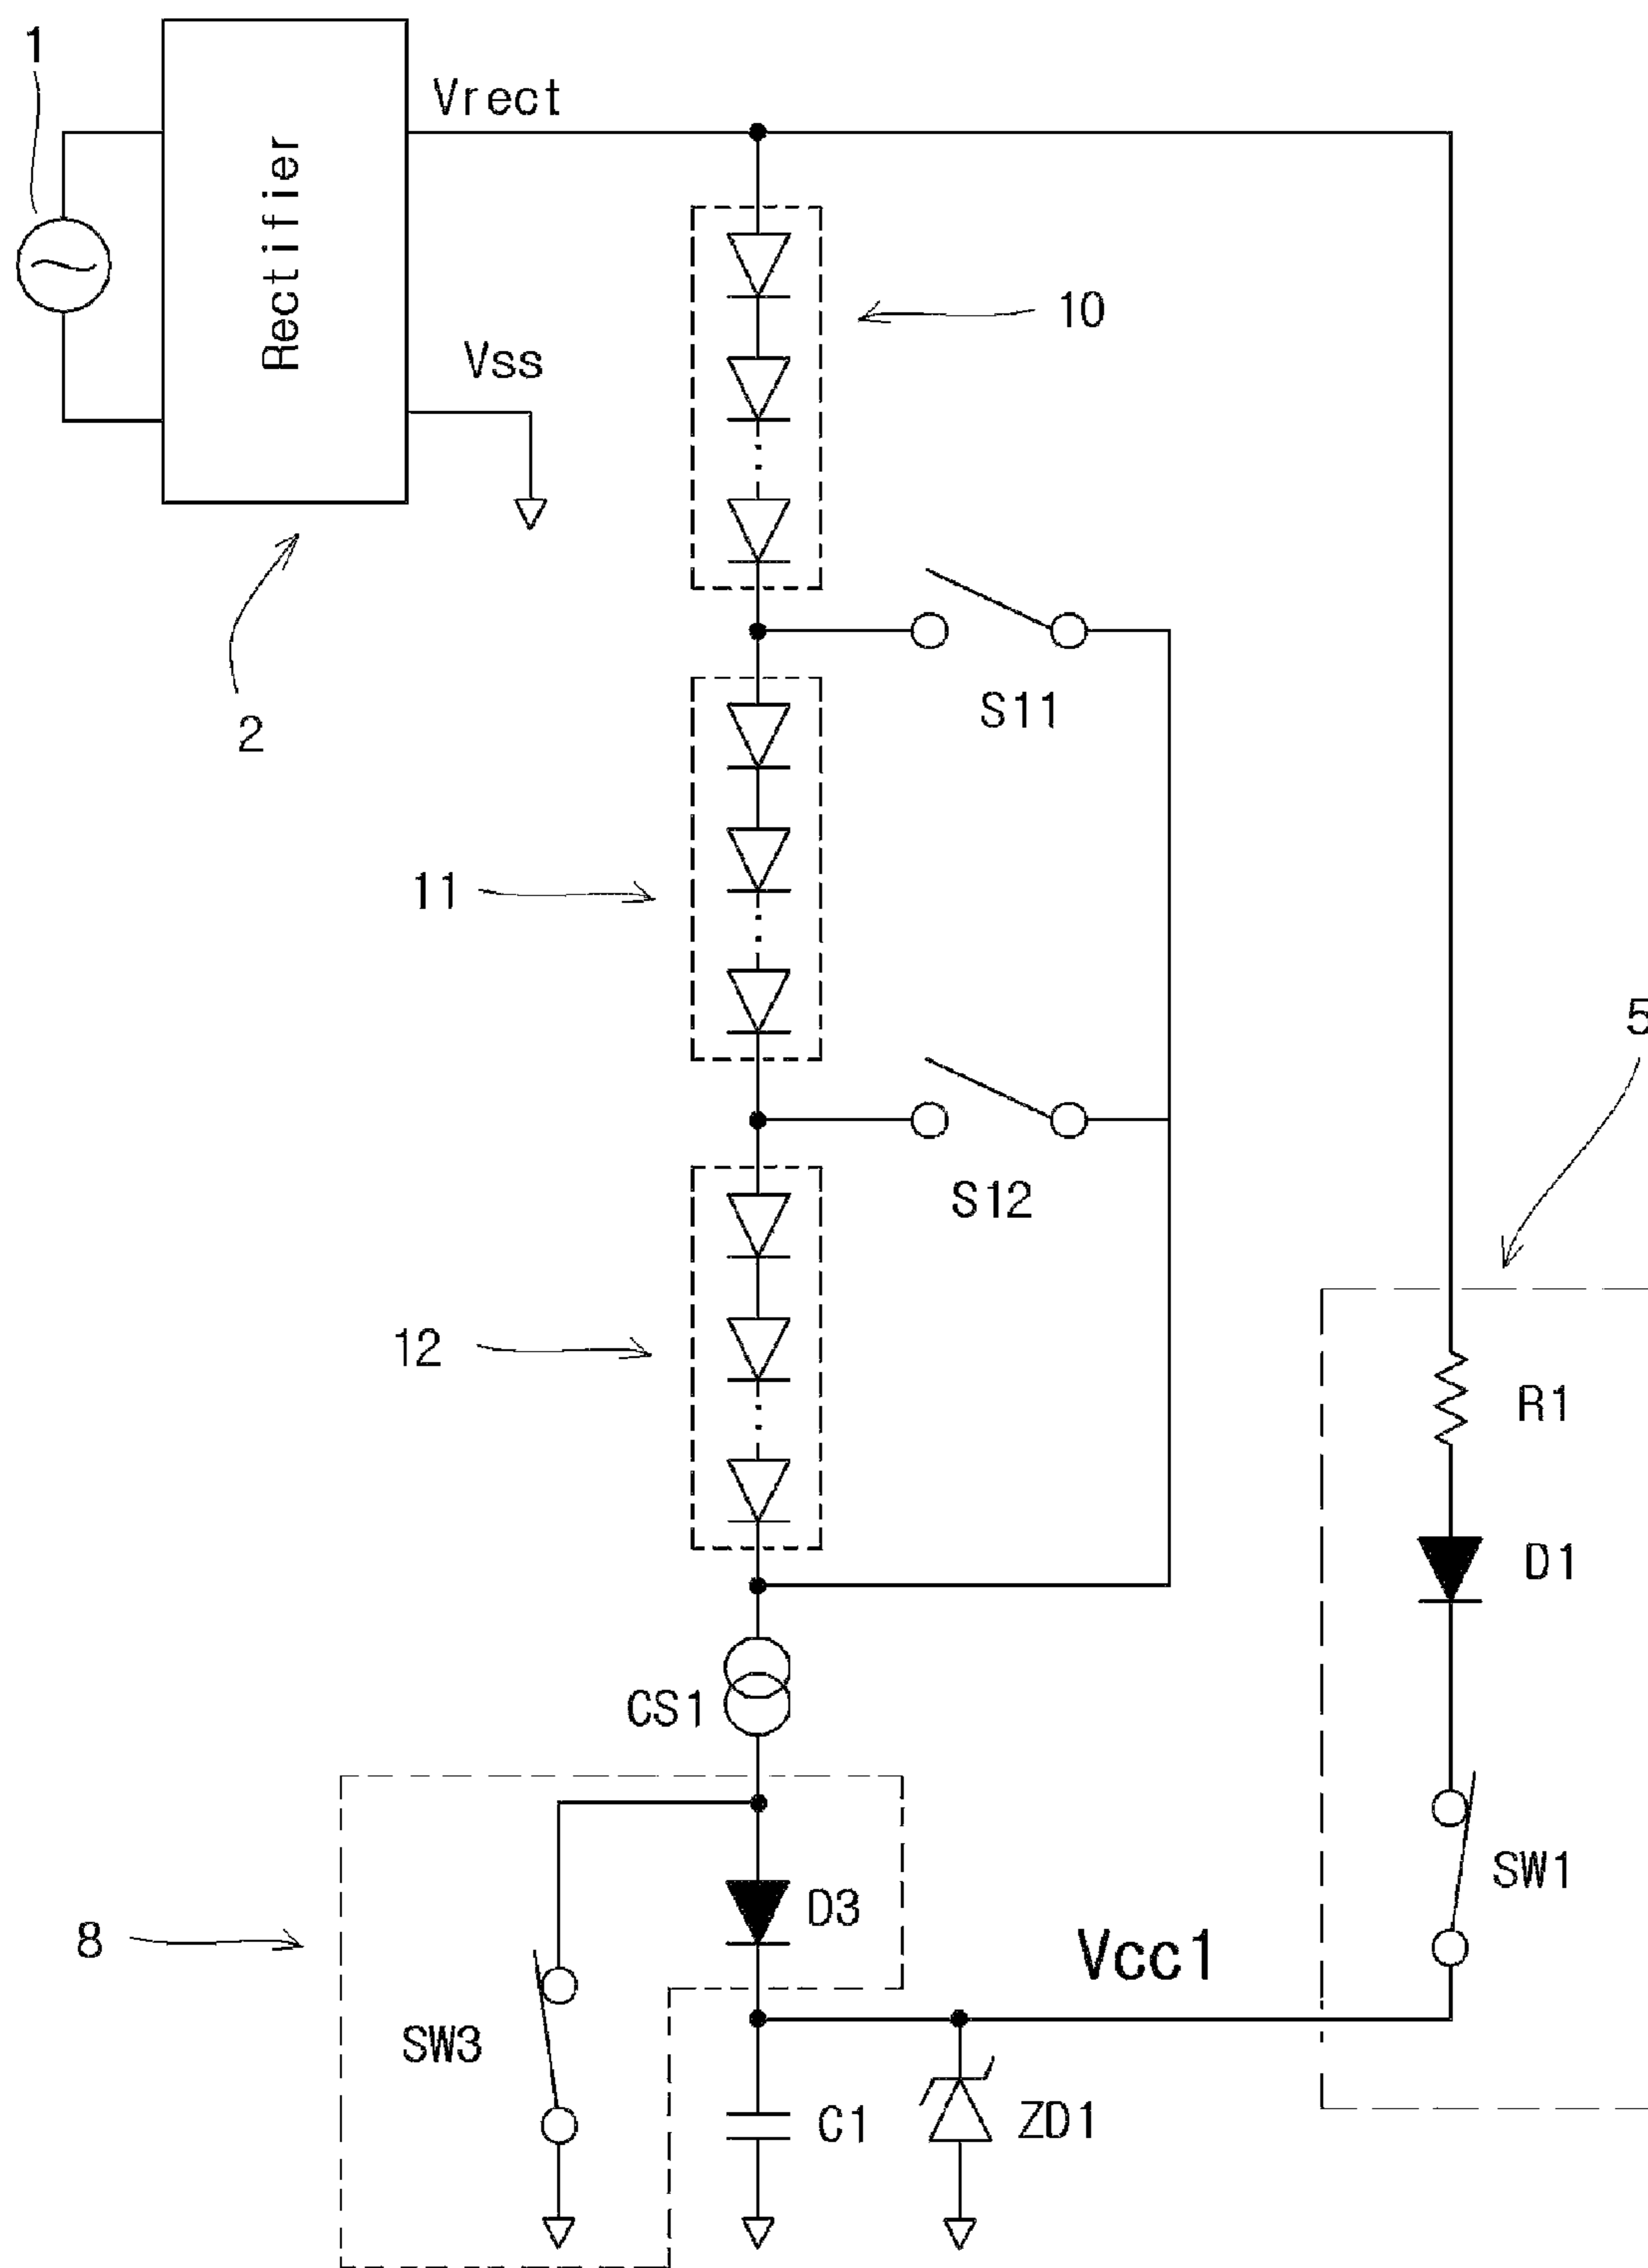 1
Vrect
Rectifier
10
Vss
2
S11
11
5
S12
12
R1
D1
CS1
D3
SW1
8
Vcc1
SW3
C1
ZD1